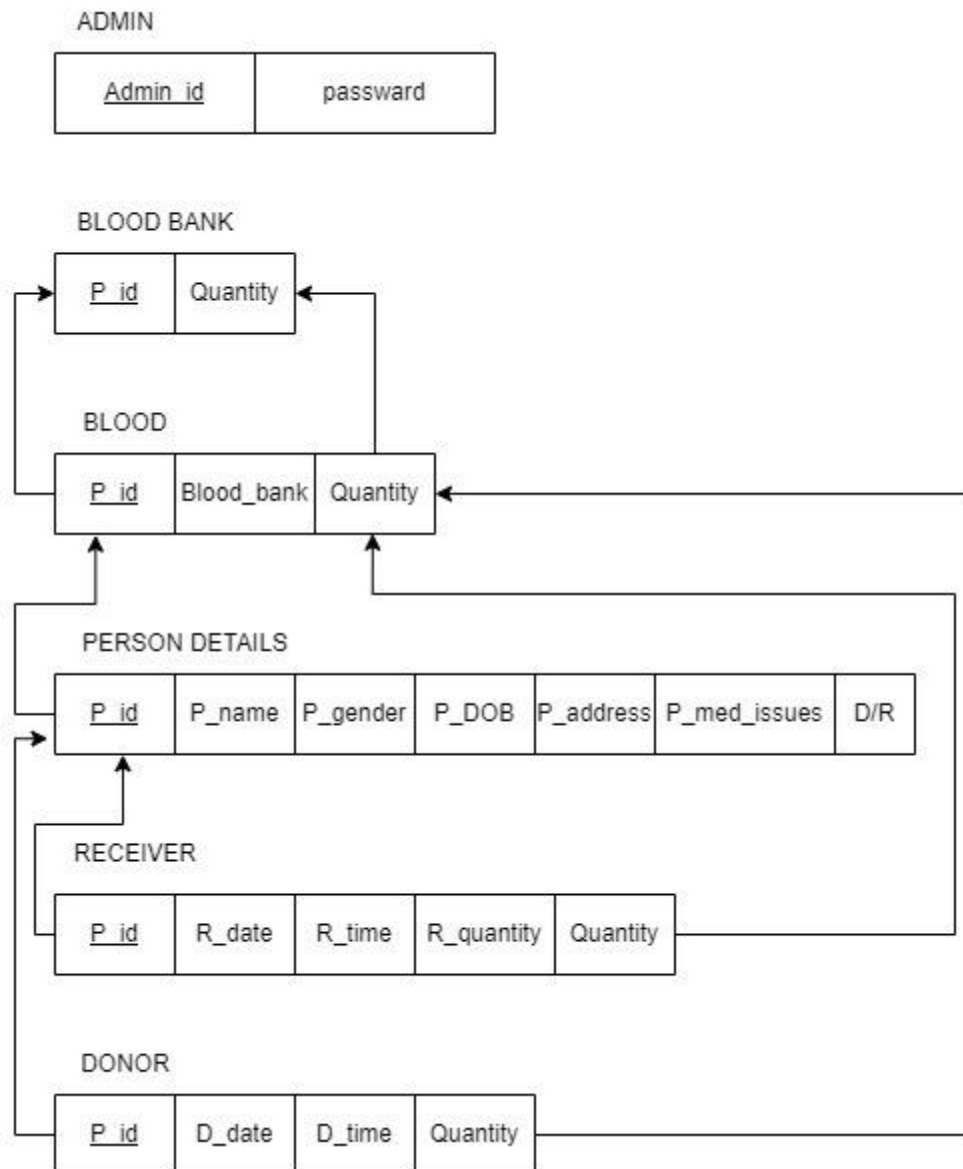 ADMIN
Admin_id passward
BLOOD BANK
P_id Quantity
BLOOD
P_id Blood_bank Quantity
PERSON DETAILS
P_id P_name P_gender P_DOB P_address P_med_issues D/R
RECEIVER
P_id R_date R_time R_quantity Quantity
DONOR
P_id D_date D_time Quantity